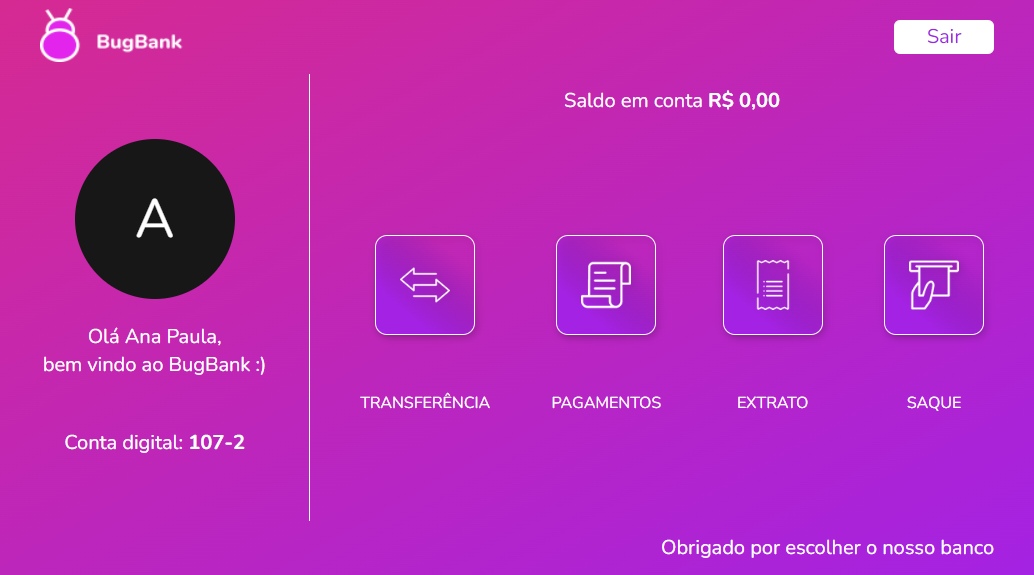 BugBank
Sair
Saldo em conta R$ 0,00
A
Olá Ana Paula,
bem vindo ao BugBank :)
Conta digital: 107-2
TRANSFERÊNCIA
PAGAMENTOS
EXTRATO
SAQUE
Obrigado por escolher o nosso banco